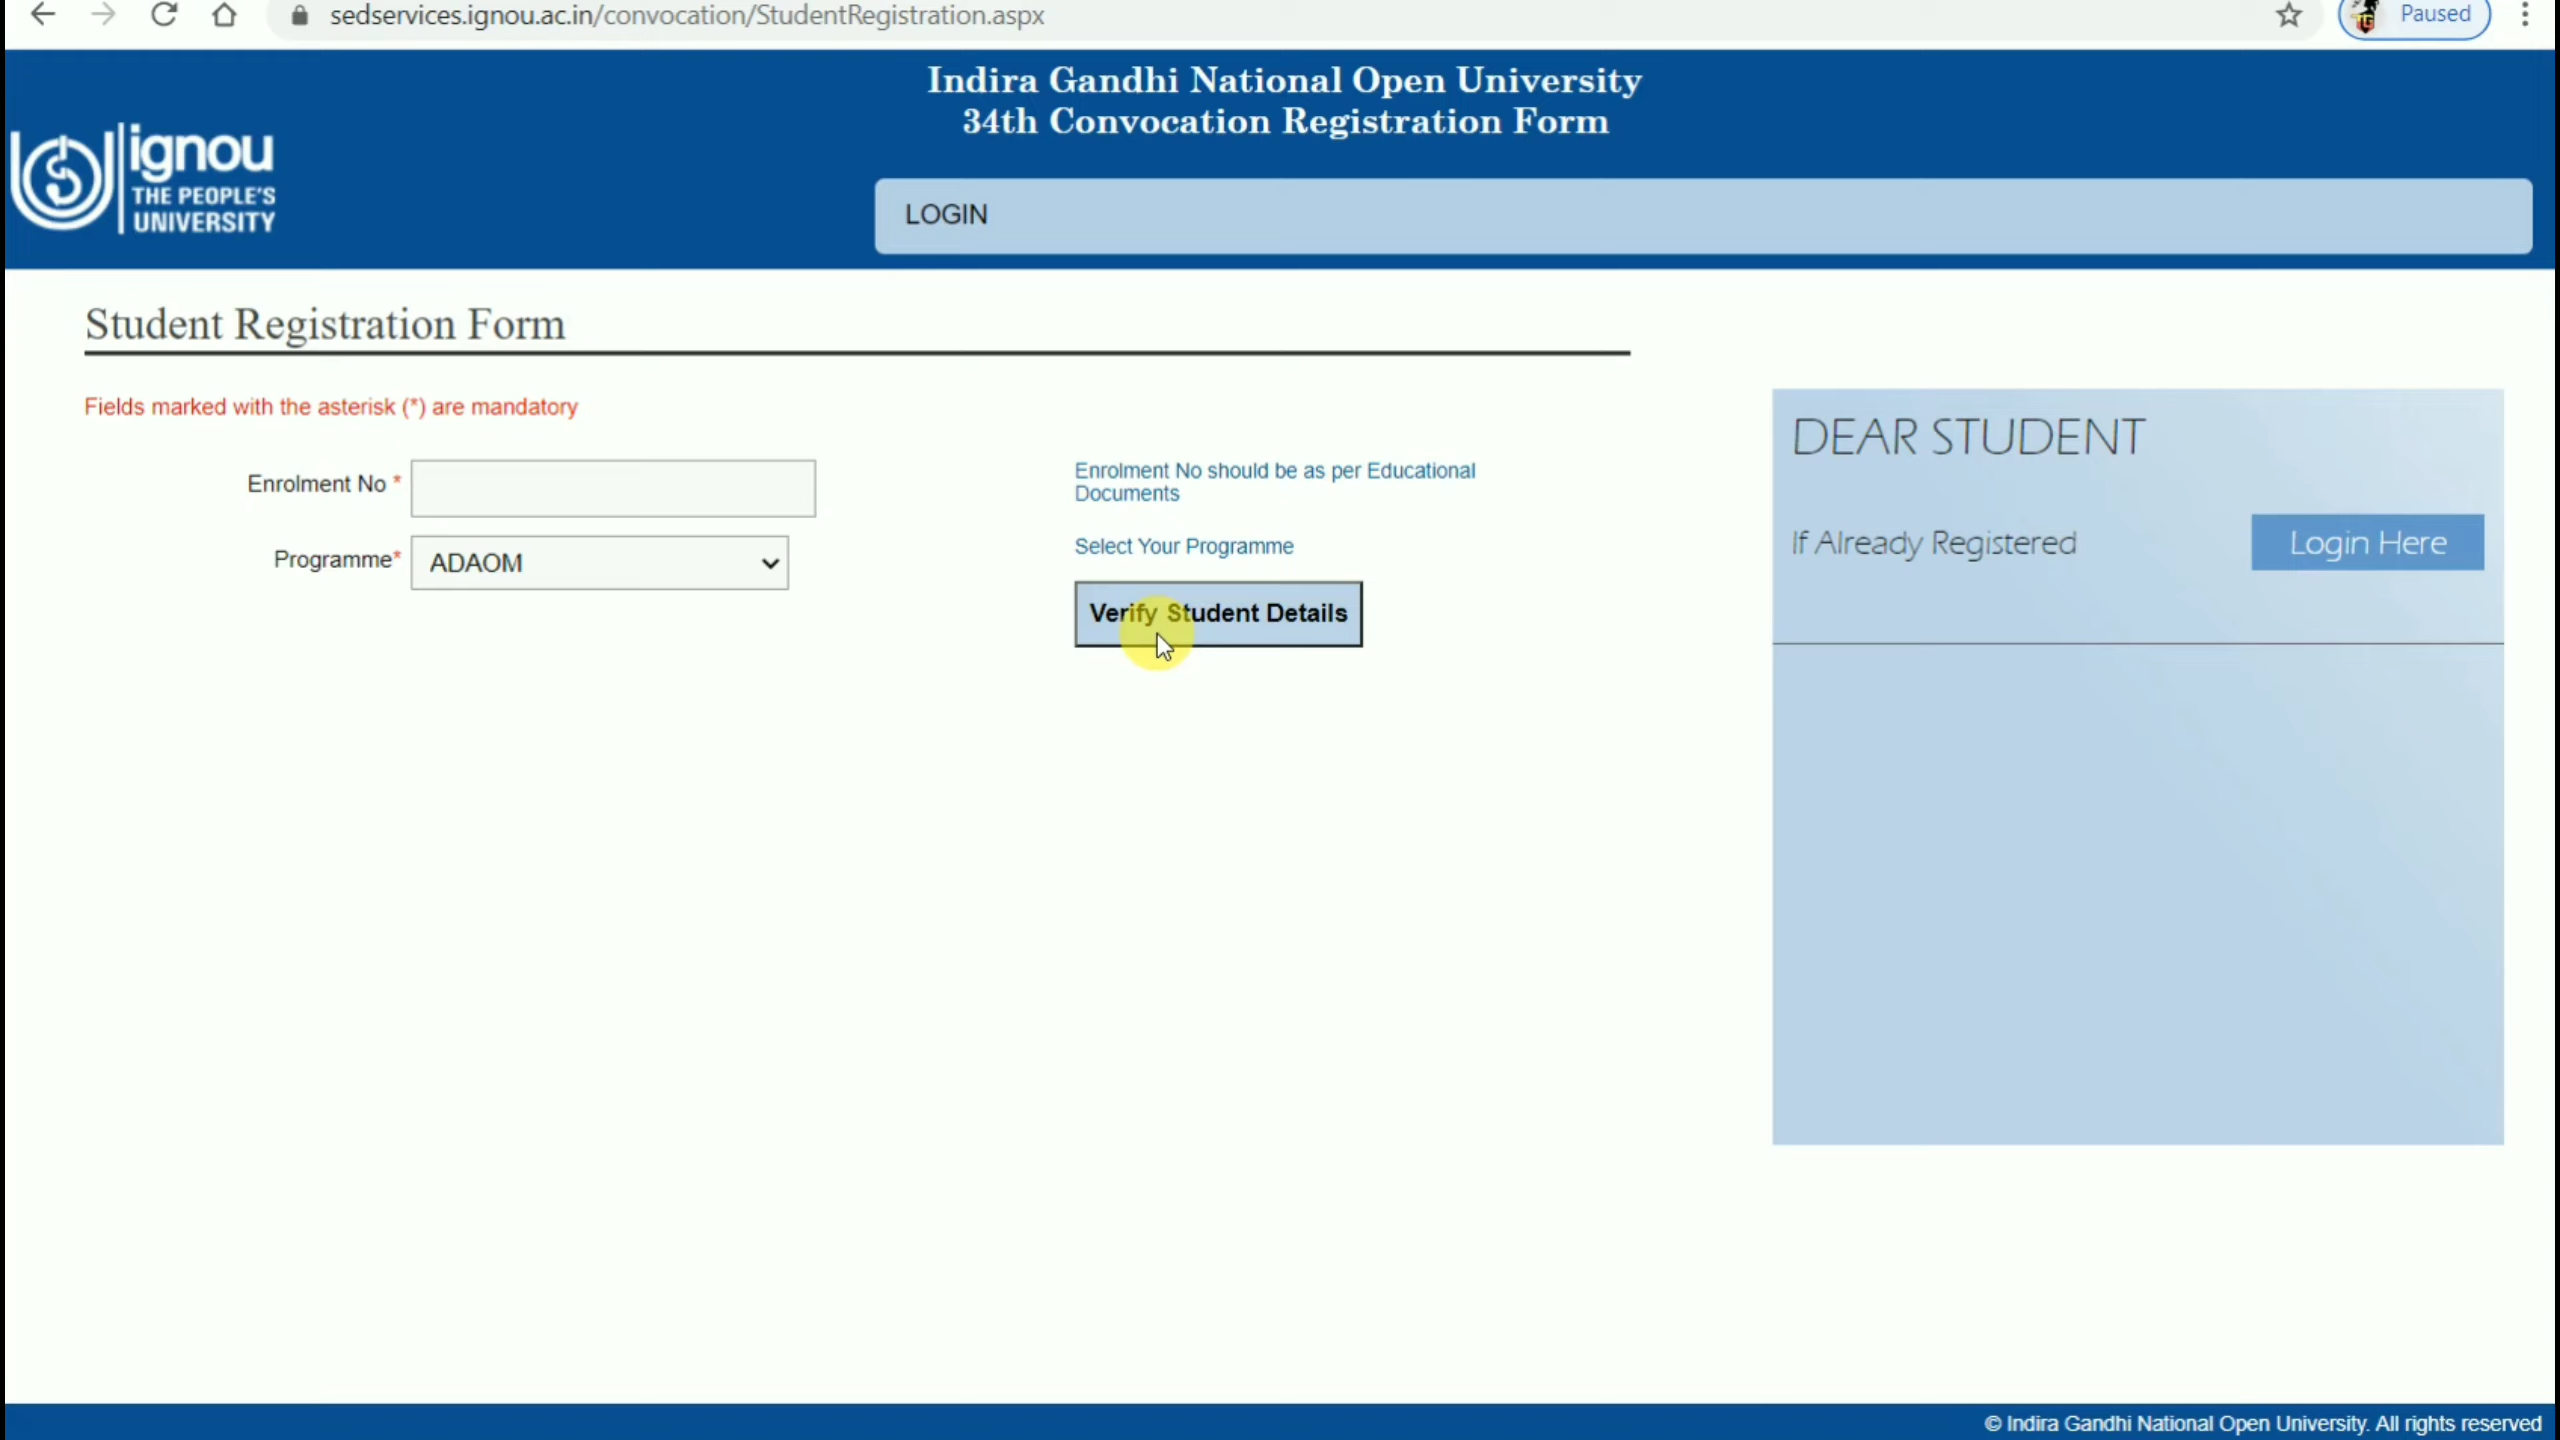 sedservices.ignou.ac.in/convocation/StudentRegistration.aspx
Paused
Indira Gandhi National Open University
34th Convocation Registration Form
ignou
THE PEOPLE'S
UNIVERSITY
LOGIN
Student Registration Form
Fields marked with the asterisk (*) are mandatory
Enrolment No *
Enrolment No should be as per Educational
Documents
Programme* ADAOM
Select Your Programme
Verify Student Details
DEAR STUDENT
If Already Registered Login Here
© Indira Gandhi National Open University. All rights reserved